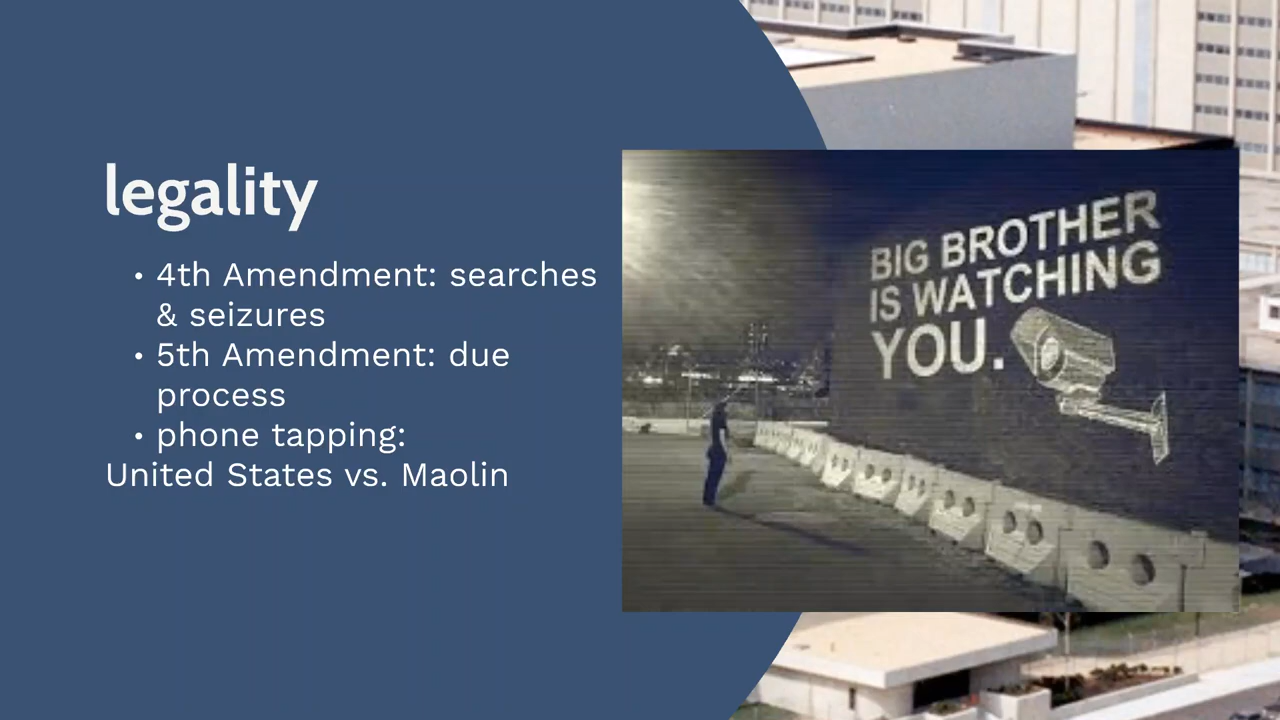 legality
• 4th Amendment: searches
& seizures
• 5th Amendment: due
process
• phone tapping:
United States vs. Maolin
BIG BROTHER
IS WATCHING
YOU.